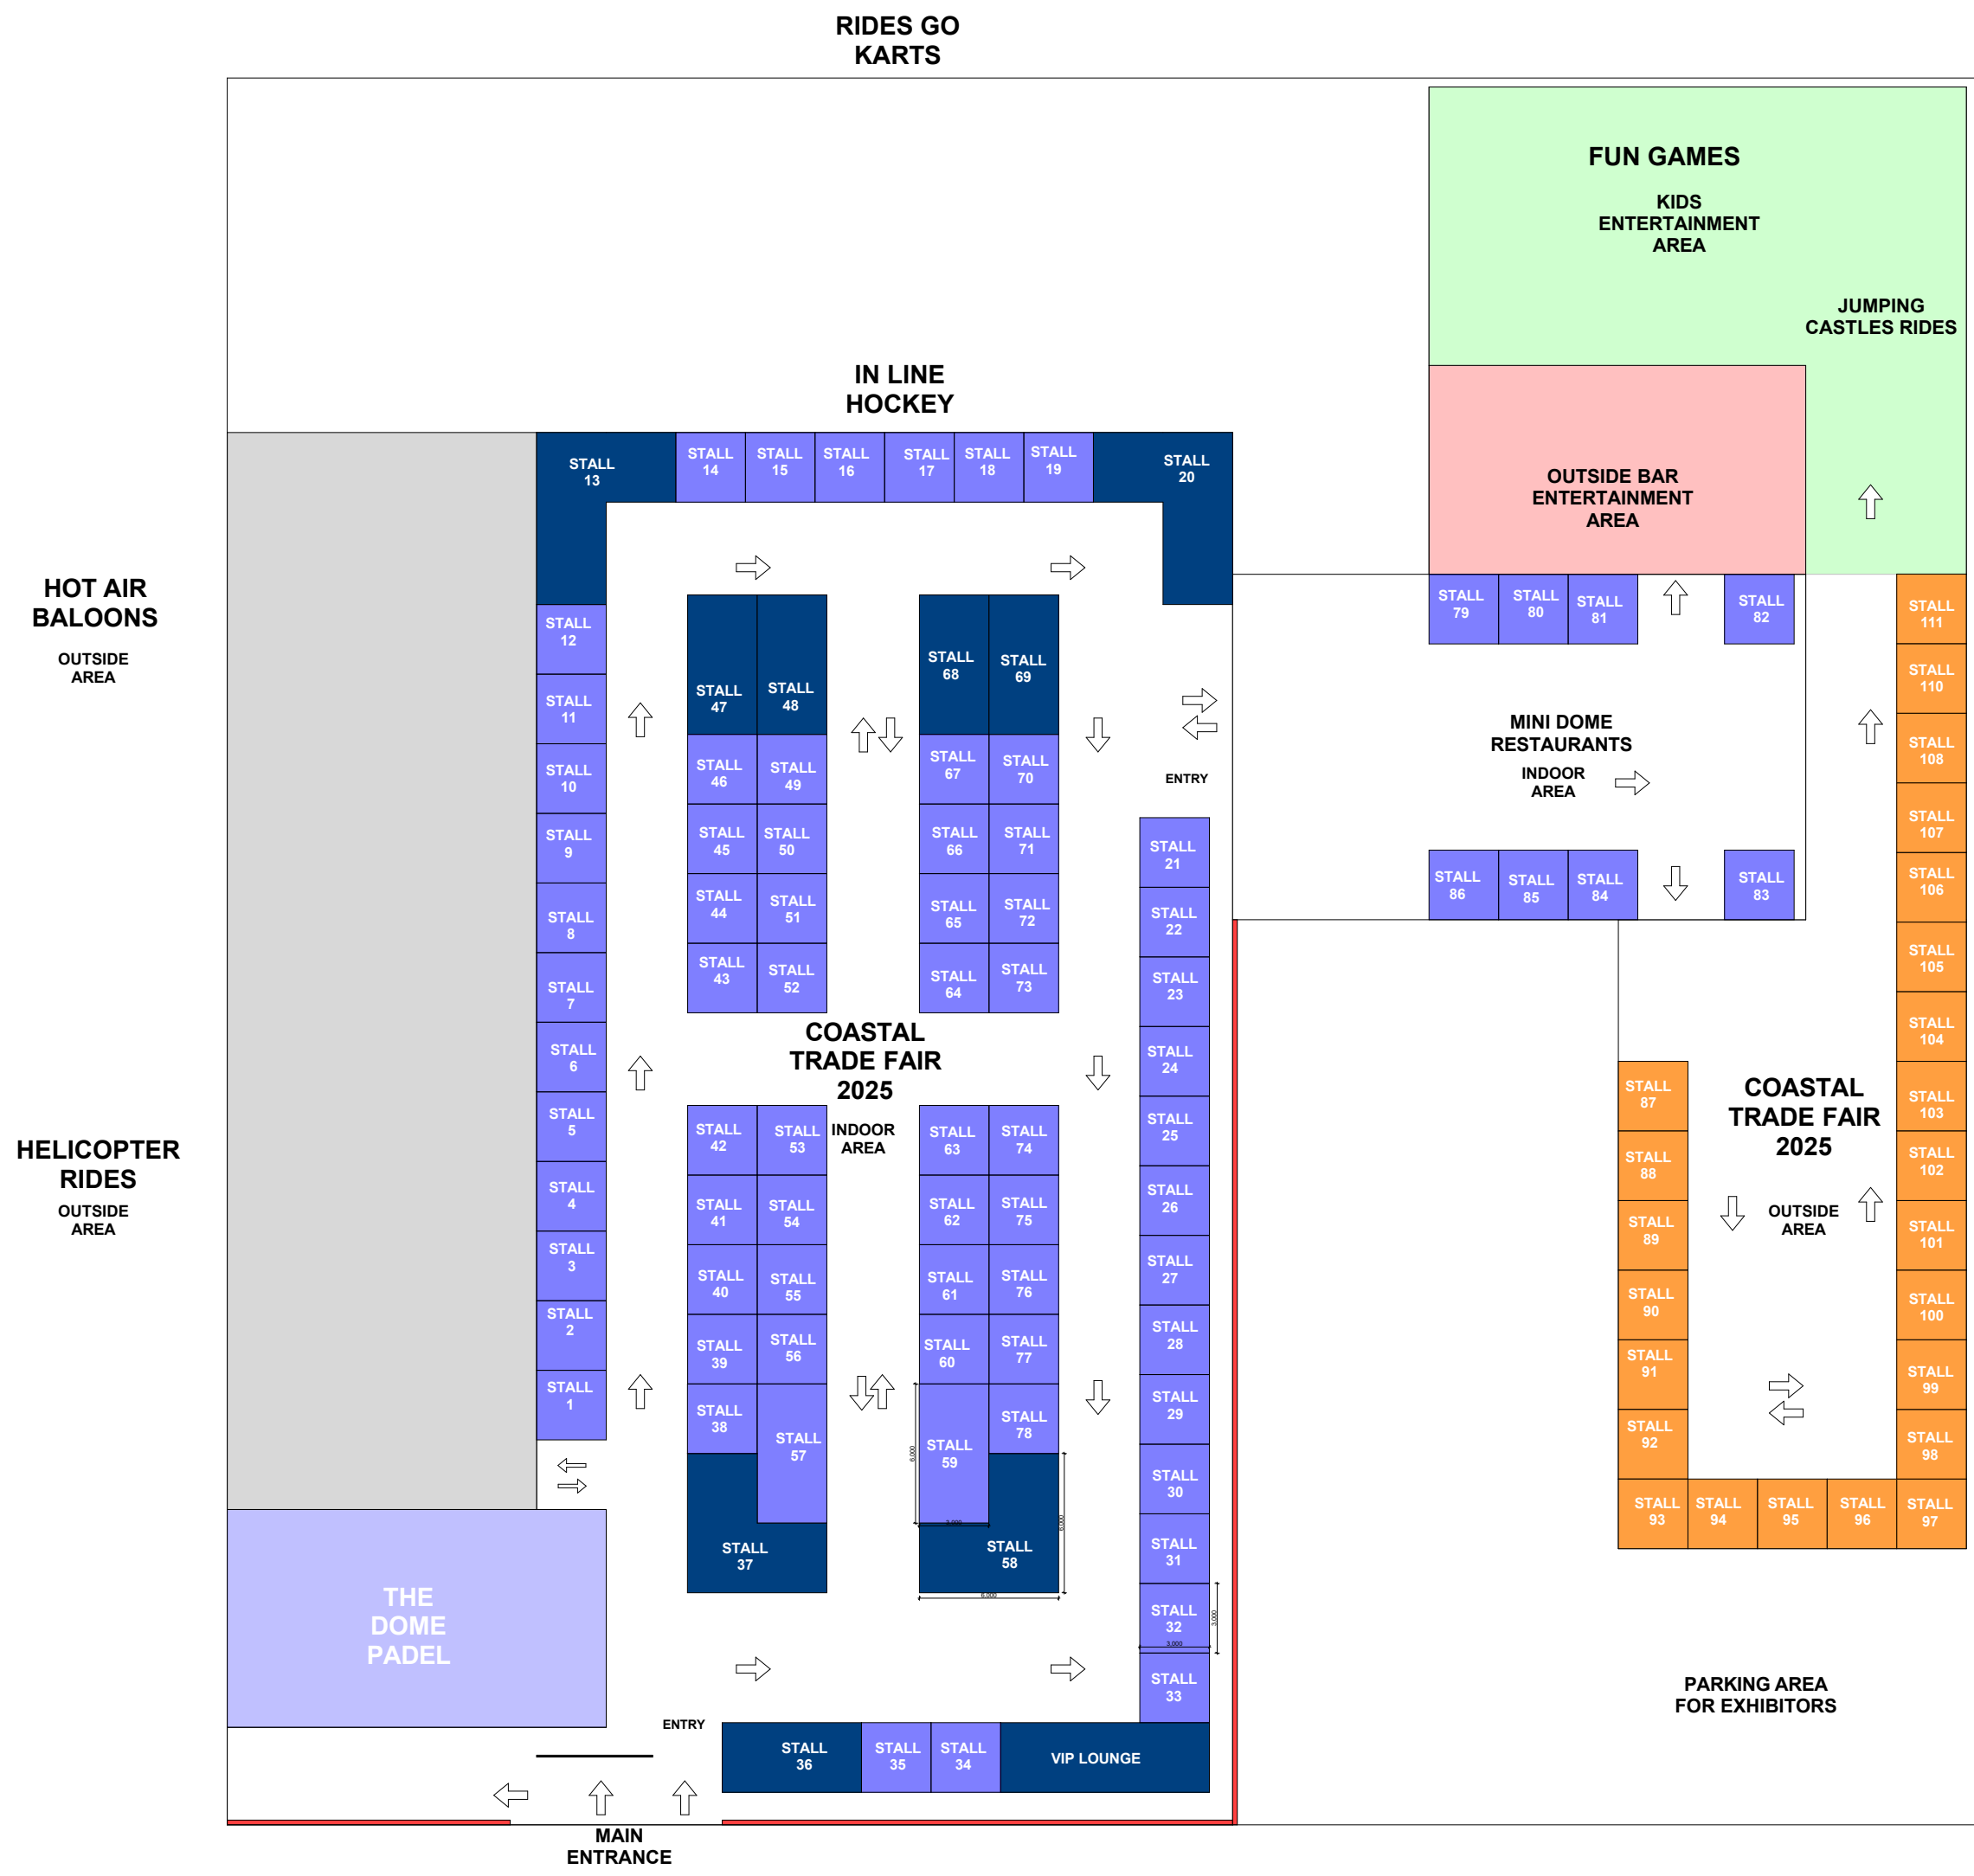 RIDES GO
KARTS
FUN GAMES
KIDS
ENTERTAINMENT
AREA
JUMPING
CASTLES RIDES
IN LINE
HOCKEY
OUTSIDE BAR
ENTERTAINMENT
AREA
STALL
13
STALL
14
STALL
15
STALL
16
STALL
17
STALL
18
STALL
19
STALL
20
HOT AIR
BALOONS
OUTSIDE
AREA
HELICOPTER
RIDES
OUTSIDE
AREA
STALL
12
STALL
11
STALL
10
STALL
9
STALL
8
STALL
7
STALL
6
STALL
5
STALL
4
STALL
3
STALL
2
STALL
1
STALL
47
STALL
48
STALL
46
STALL
49
STALL
45
STALL
50
STALL
44
STALL
51
STALL
43
STALL
52
STALL
68
STALL
69
STALL
67
STALL
70
STALL
66
STALL
71
STALL
65
STALL
72
STALL
64
STALL
73
COASTAL
TRADE FAIR
2025
INDOOR
AREA
STALL
42
STALL
53
STALL
41
STALL
54
STALL
40
STALL
55
STALL
39
STALL
56
STALL
38
STALL
57
STALL
37
STALL
63
STALL
74
STALL
62
STALL
75
STALL
61
STALL
76
STALL
60
STALL
77
STALL
59
STALL
78
STALL
58
6.000
3.000
6.000
6.000
ENTRY
STALL
21
STALL
22
STALL
23
STALL
24
STALL
25
STALL
26
STALL
27
STALL
28
STALL
29
STALL
30
STALL
31
STALL
32
3.000
3.000
STALL
33
STALL
79
STALL
80
STALL
81
STALL
82
MINI DOME
RESTAURANTS
INDOOR
AREA
STALL
86
STALL
85
STALL
84
STALL
83
STALL
111
STALL
110
STALL
108
STALL
107
STALL
106
STALL
105
STALL
104
STALL
103
STALL
102
STALL
101
STALL
100
STALL
99
STALL
98
STALL
87
STALL
88
STALL
89
STALL
90
STALL
91
STALL
92
STALL
93
STALL
94
STALL
95
STALL
96
STALL
97
COASTAL
TRADE FAIR
2025
OUTSIDE
AREA
THE
DOME
PADEL
ENTRY
STALL
36
STALL
35
STALL
34
VIP LOUNGE
PARKING AREA
FOR EXHIBITORS
MAIN
ENTRANCE